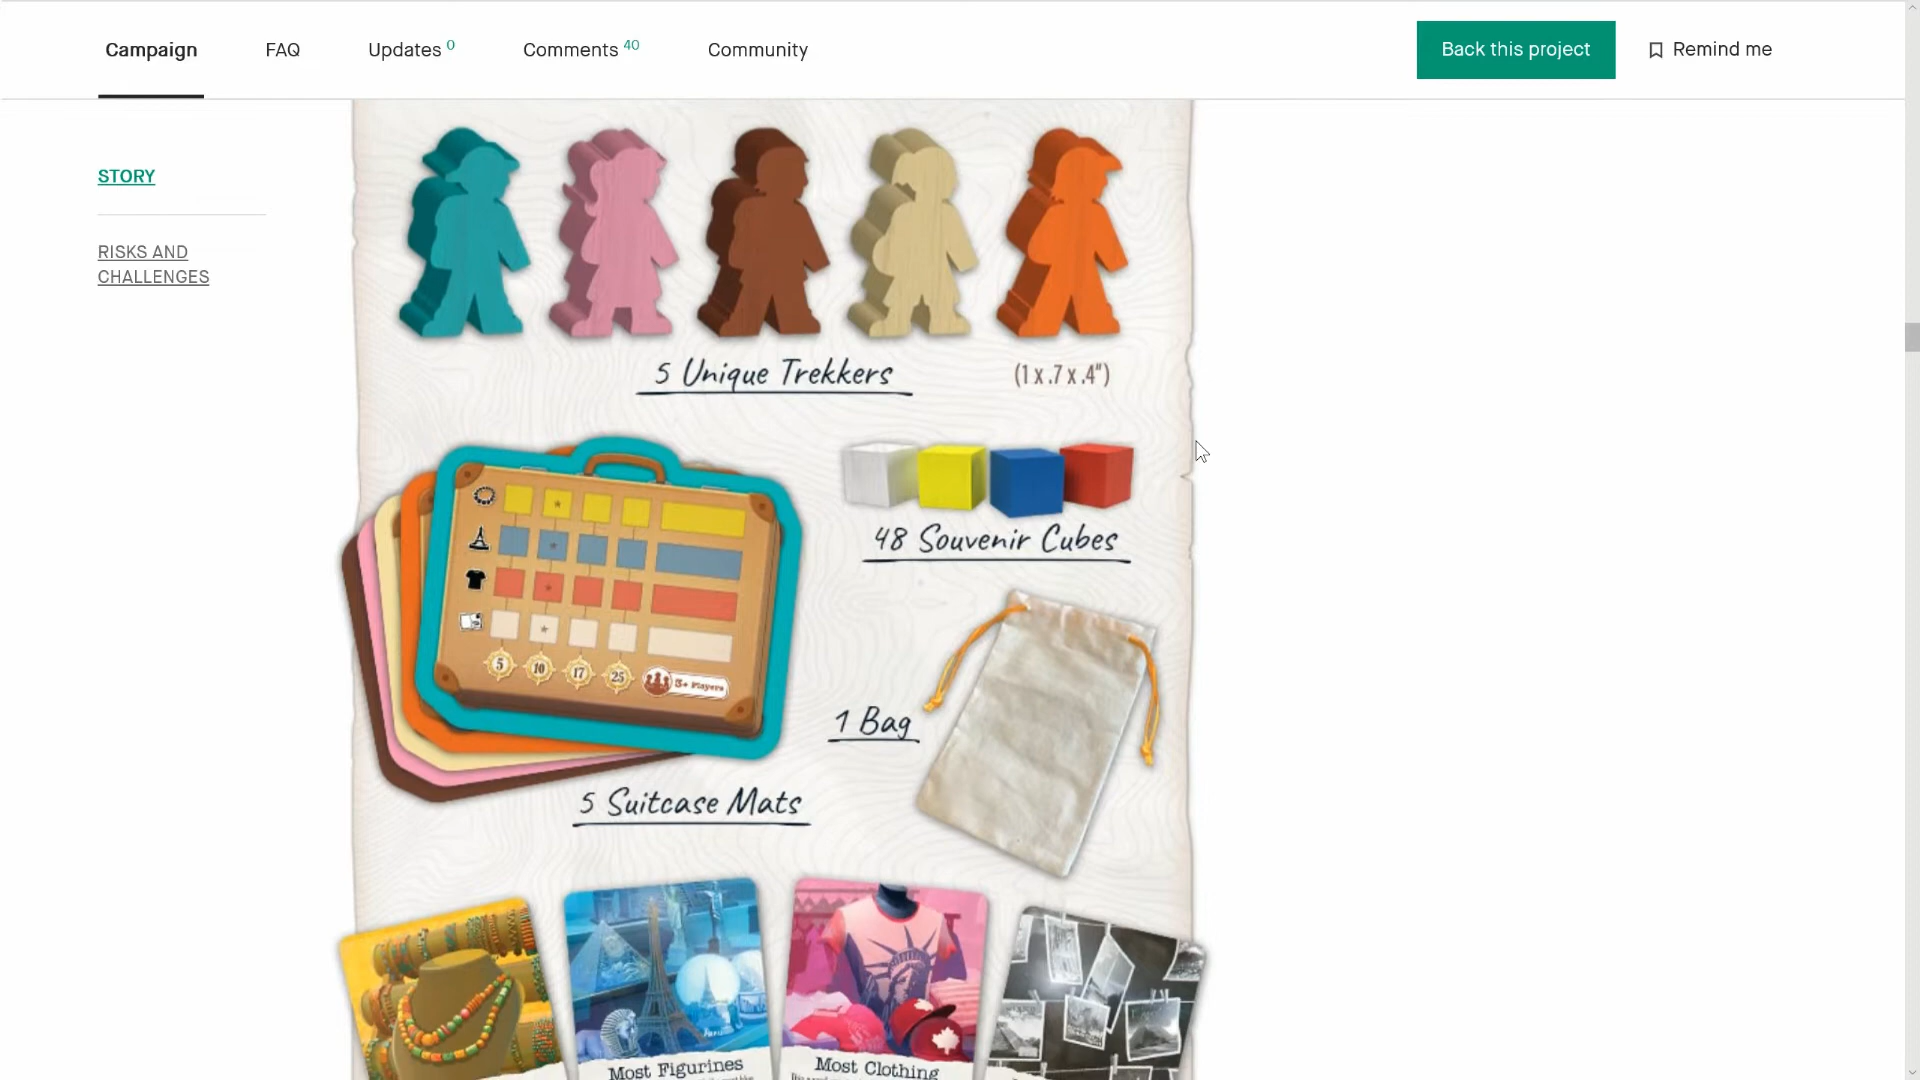 Campaign
FAQ
Updates 0
Comments 40
Community
Back this project
Remind me
STORY
RISKS AND
CHALLENGES
5 Unique Trekkers
(1 x .7 x .4")
48 Souvenir Cubes
5 10 17 25 3+ Players
1 Bag
5 Suitcase Mats
Most Figurines
Most Clothing